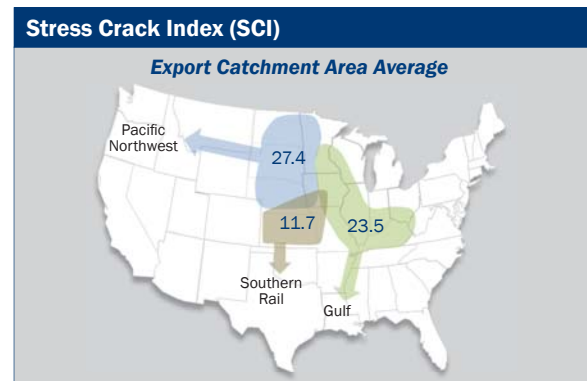 Stress Crack Index (SCI)
Export Catchment Area Average
Pacific
Northwest
27.4
11.7
23.5
Southern
Rail
Gulf